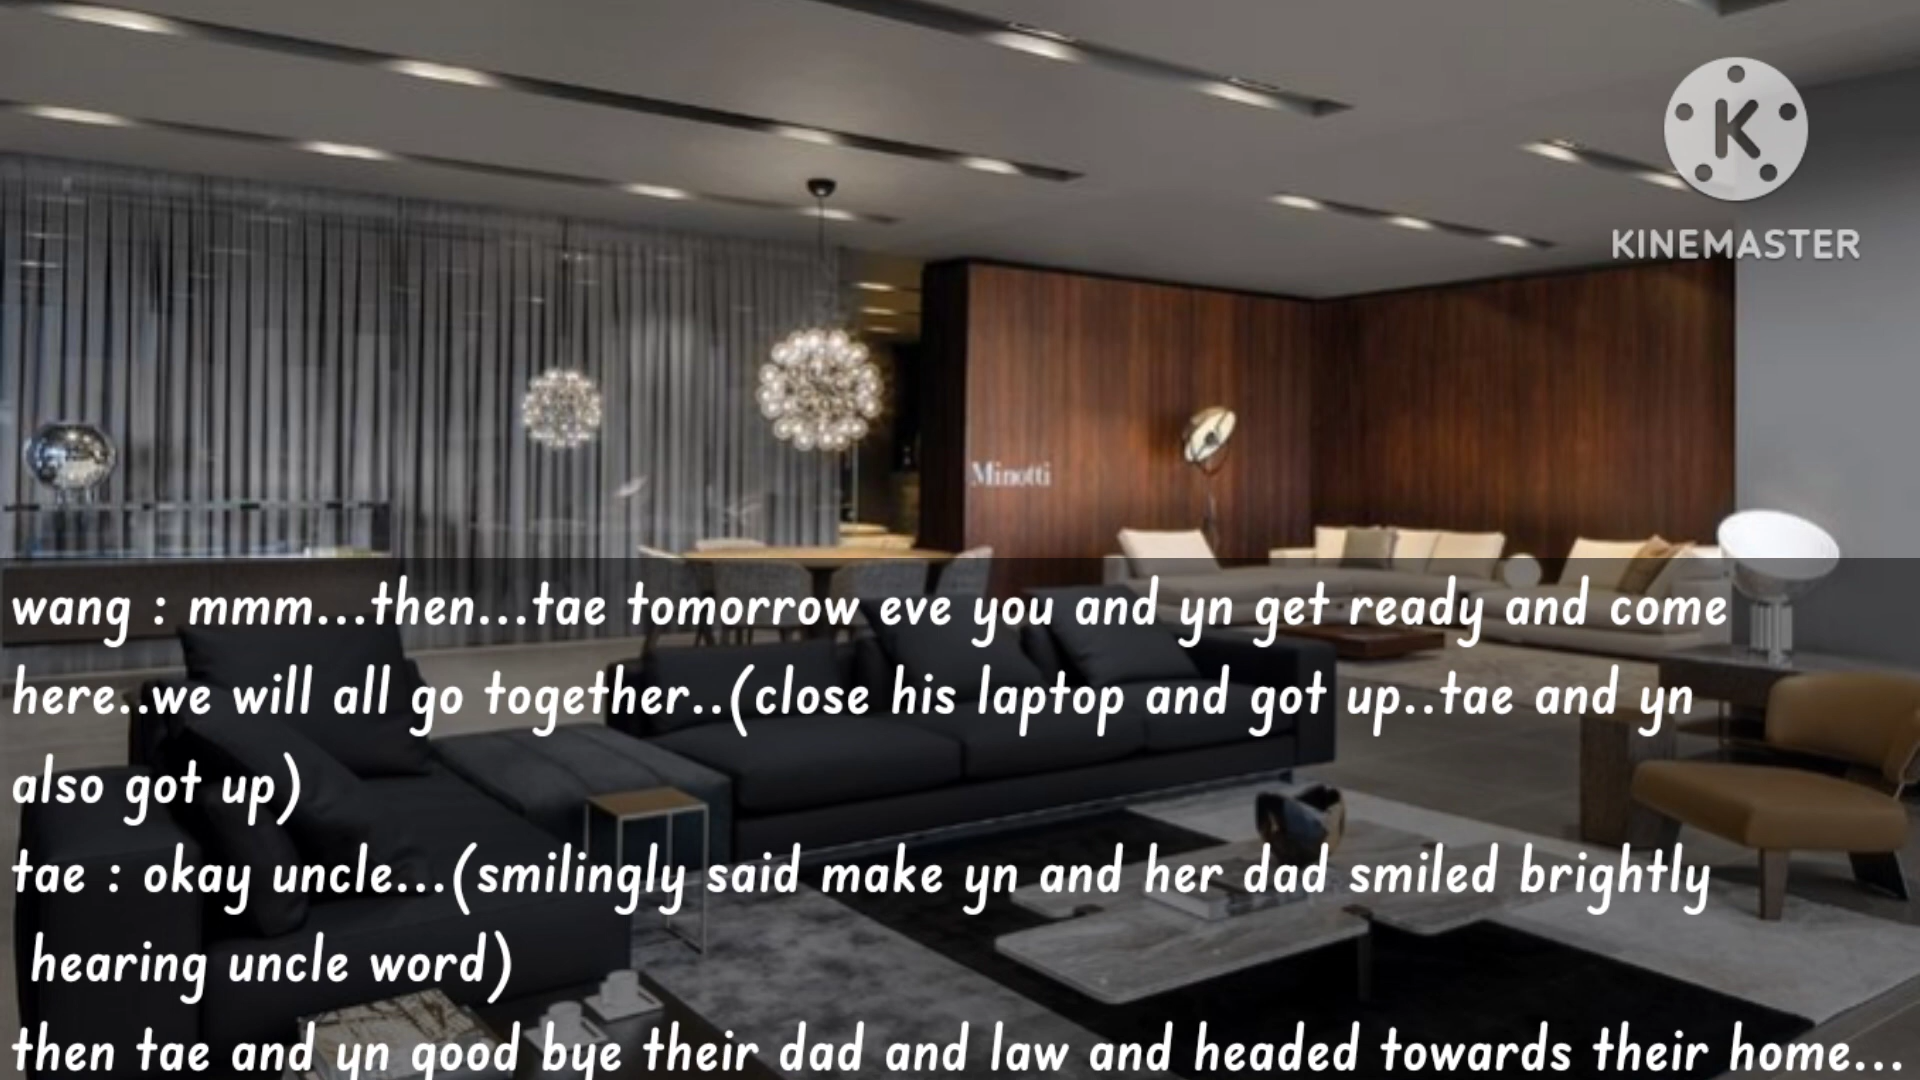 K
KINEMASTER
Minotti
wang : mmm...then...tae tomorrow eve you and yn get ready and come
here..we will all go together..(close his laptop and got up..tae and yn
also got up)
tae : okay uncle...(smilingly said make yn and her dad smiled brightly
hearing uncle word)
then tae and yn good bye their dad and law and headed towards their home...